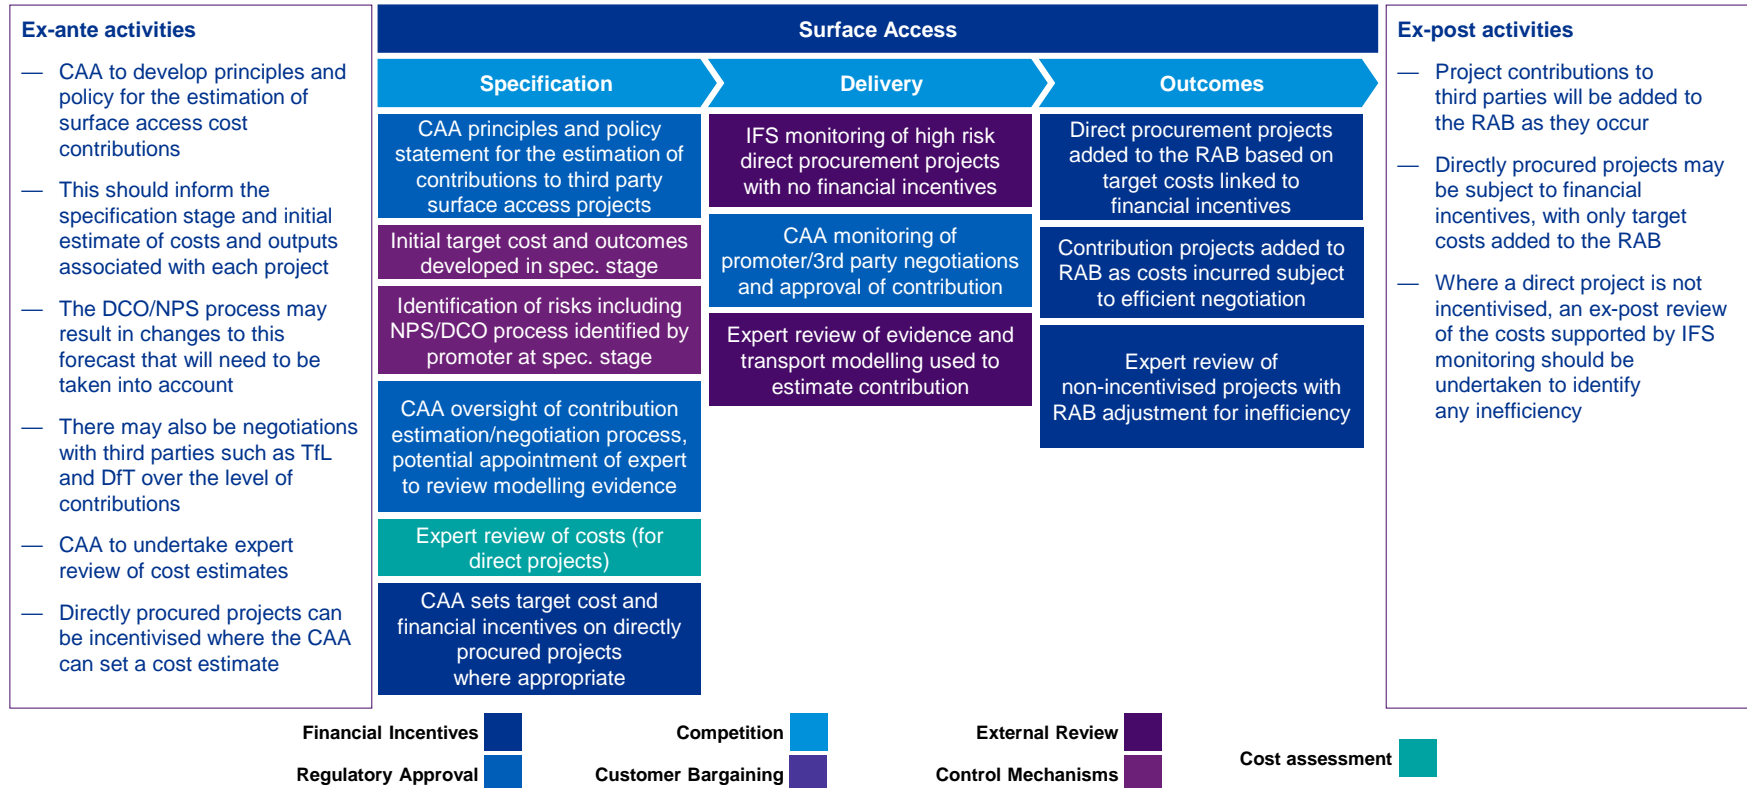 Ex-ante activities
— CAA to develop principles and
policy for the estimation of
surface access cost
contributions
— This should inform the
specification stage and initial
estimate of costs and outputs
associated with each project
— The DCO/NPS process may
result in changes to this
forecast that will need to be
taken into account
— There may also be negotiations
with third parties such as TfL
and DfT over the level of
contributions
— CAA to undertake expert
review of cost estimates
— Directly procured projects can
be incentivised where the CAA
can set a cost estimate
Surface Access
Specification
CAA principles and policy
statement for the estimation of
contributions to third party
surface access projects
Initial target cost and outcomes
developed in spec. stage
Identification of risks including
NPS/DCO process identified by
promoter at spec. stage
CAA oversight of contribution
estimation/negotiation process,
potential appointment of expert
to review modelling evidence
Expert review of costs (for
direct projects)
CAA sets target cost and
financial incentives on directly
procured projects
where appropriate
Delivery
IFS monitoring of high risk
direct procurement projects
with no financial incentives
CAA monitoring of
promoter/3rd party negotiations
and approval of contribution
Expert review of evidence and
transport modelling used to
estimate contribution
Outcomes
Direct procurement projects
added to the RAB based on
target costs linked to
financial incentives
Contribution projects added to
RAB as costs incurred subject
to efficient negotiation
Expert review of
non-incentivised projects with
RAB adjustment for inefficiency
Ex-post activities
— Project contributions to
third parties will be added to
the RAB as they occur
— Directly procured projects may
be subject to financial
incentives, with only target
costs added to the RAB
— Where a direct project is not
incentivised, an ex-post review
of the costs supported by IFS
monitoring should be
undertaken to identify
any inefficiency
Financial Incentives
Regulatory Approval
Competition
Customer Bargaining
External Review
Control Mechanisms
Cost assessment